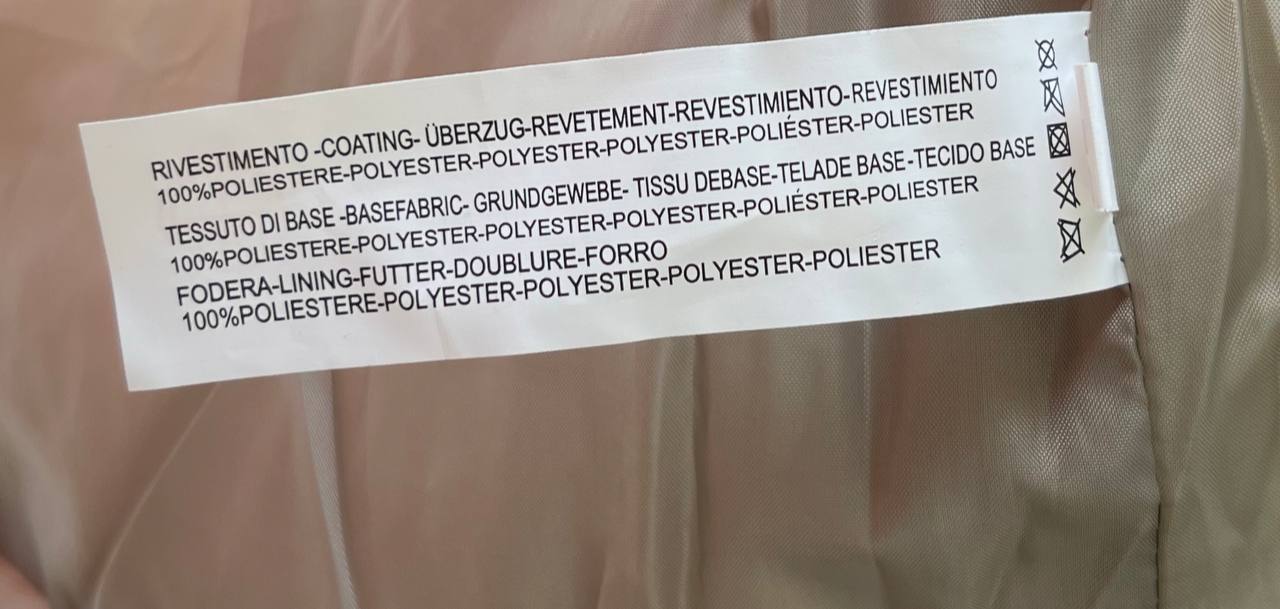 RIVESTIMENTO -COATING- ÜBERZUG-REVETEMENT-REVESTIMIENTO-REVESTIMIENTO
100%POLIESTERE-POLYESTER-POLYESTER-POLYESTER-POLIÉSTER-POLIESTER
TESSUTO DI BASE -BASEFABRIC- GRUNDGEWEBE- TISSU DEBASE-TELADE BASE-TECIDO BASE
100%POLIESTERE-POLYESTER-POLYESTER-POLYESTER-POLIÉSTER-POLIESTER
FODERA-LINING-FUTTER-DOUBLURE-FORRO
100%POLIESTERE-POLYESTER-POLYESTER-POLYESTER-POLIESTER